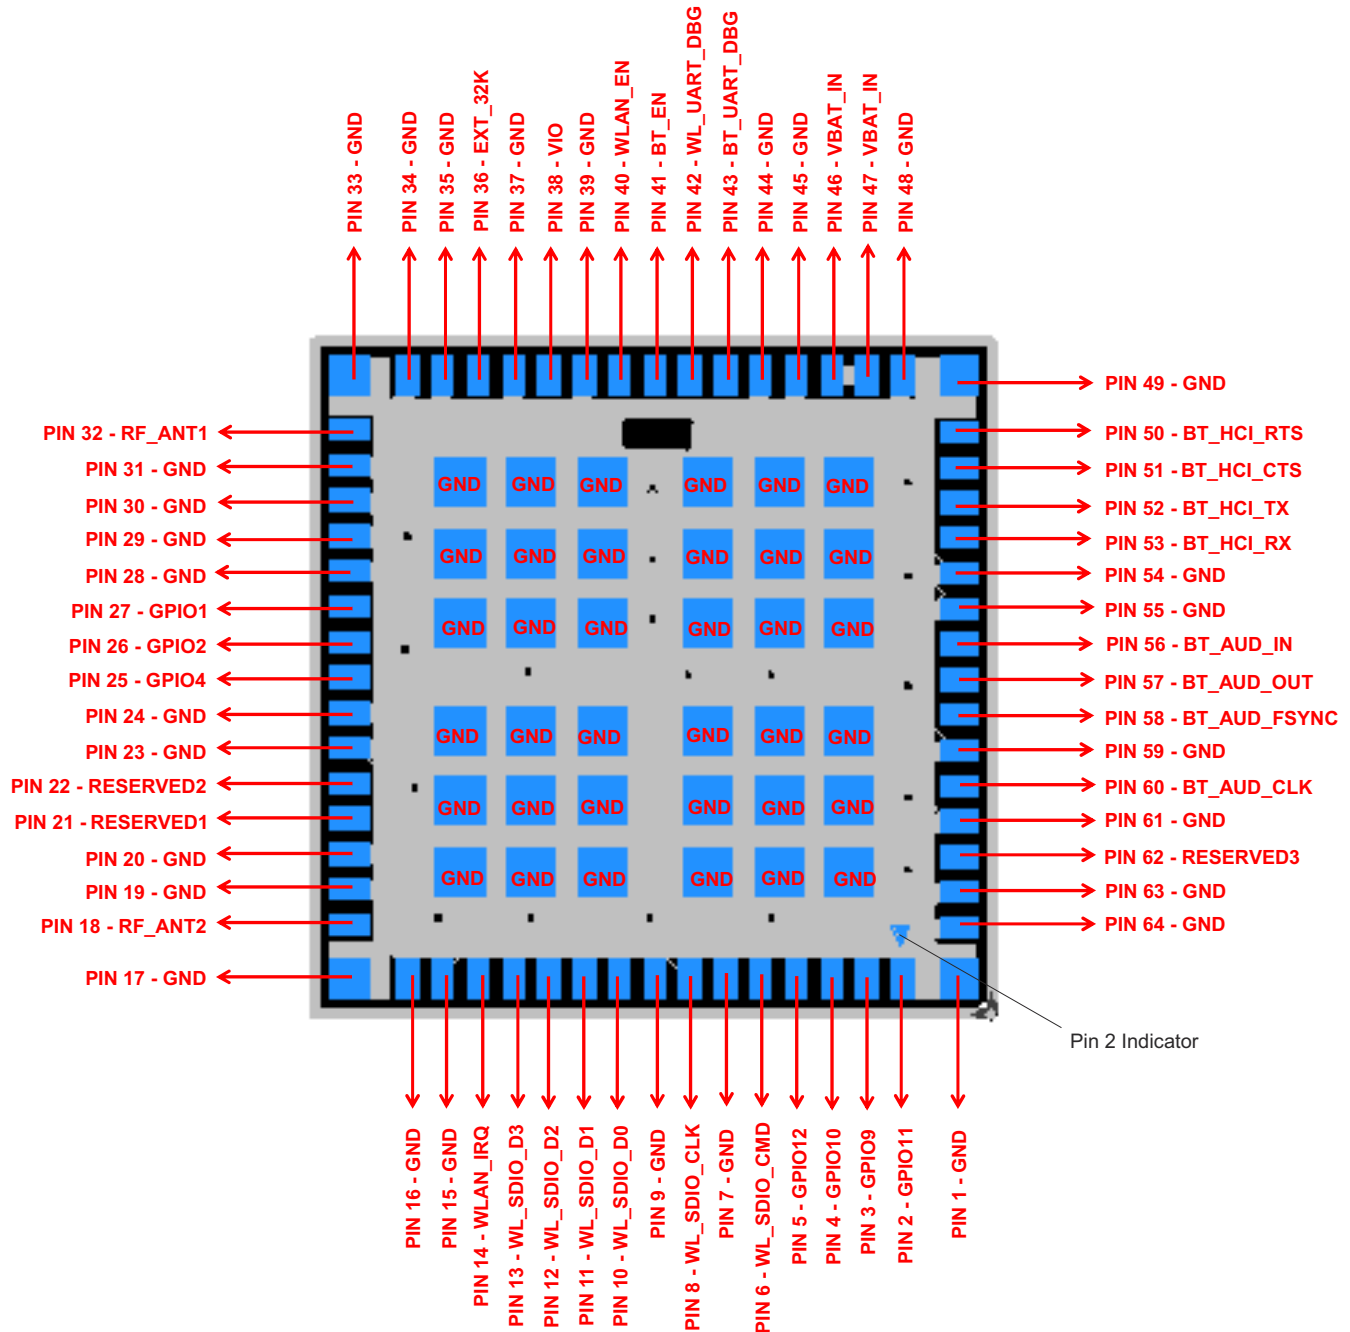 PIN 33 - GND
PIN 34 - GND
PIN 35 - GND
PIN 36 - EXT_32K
PIN 37 - GND
PIN 38 - VIO
PIN 39 - GND
PIN 40 - WLAN_EN
PIN 41 - BT_EN
PIN 42 - WL_UART_DBG
PIN 43 - BT_UART_DBG
PIN 44 - GND
PIN 45 - GND
PIN 46 - VBAT_IN
PIN 47 - VBAT_IN
PIN 48 - GND
PIN 32 - RF_ANT1
PIN 31 - GND
PIN 30 - GND
PIN 29 - GND
PIN 28 - GND
PIN 27 - GPIO1
PIN 26 - GPIO2
PIN 25 - GPIO4
PIN 24 - GND
PIN 23 - GND
PIN 22 - RESERVED2
PIN 21 - RESERVED1
PIN 20 - GND
PIN 19 - GND
PIN 18 - RF_ANT2
PIN 17 - GND
GND GND GND GND GND GND
GND GND GND GND GND GND
GND GND GND GND GND GND
GND GND GND GND GND GND
GND GND GND GND GND GND
GND GND GND GND GND GND
PIN 49 - GND
PIN 50 - BT_HCI_RTS
PIN 51 - BT_HCI_CTS
PIN 52 - BT_HCI_TX
PIN 53 - BT_HCI_RX
PIN 54 - GND
PIN 55 - GND
PIN 56 - BT_AUD_IN
PIN 57 - BT_AUD_OUT
PIN 58 - BT_AUD_FSYNC
PIN 59 - GND
PIN 60 - BT_AUD_CLK
PIN 61 - GND
PIN 62 - RESERVED3
PIN 63 - GND
PIN 64 - GND
Pin 2 Indicator
PIN 16 - GND
PIN 15 - GND
PIN 14 - WLAN_IRQ
PIN 13 - WL_SDIO_D3
PIN 12 - WL_SDIO_D2
PIN 11 - WL_SDIO_D1
PIN 10 - WL_SDIO_D0
PIN 9 - GND
PIN 8 - WL_SDIO_CLK
PIN 7 - GND
PIN 6 - WL_SDIO_CMD
PIN 5 - GPIO12
PIN 4 - GPIO10
PIN 3 - GPIO9
PIN 2 - GPIO11
PIN 1 - GND